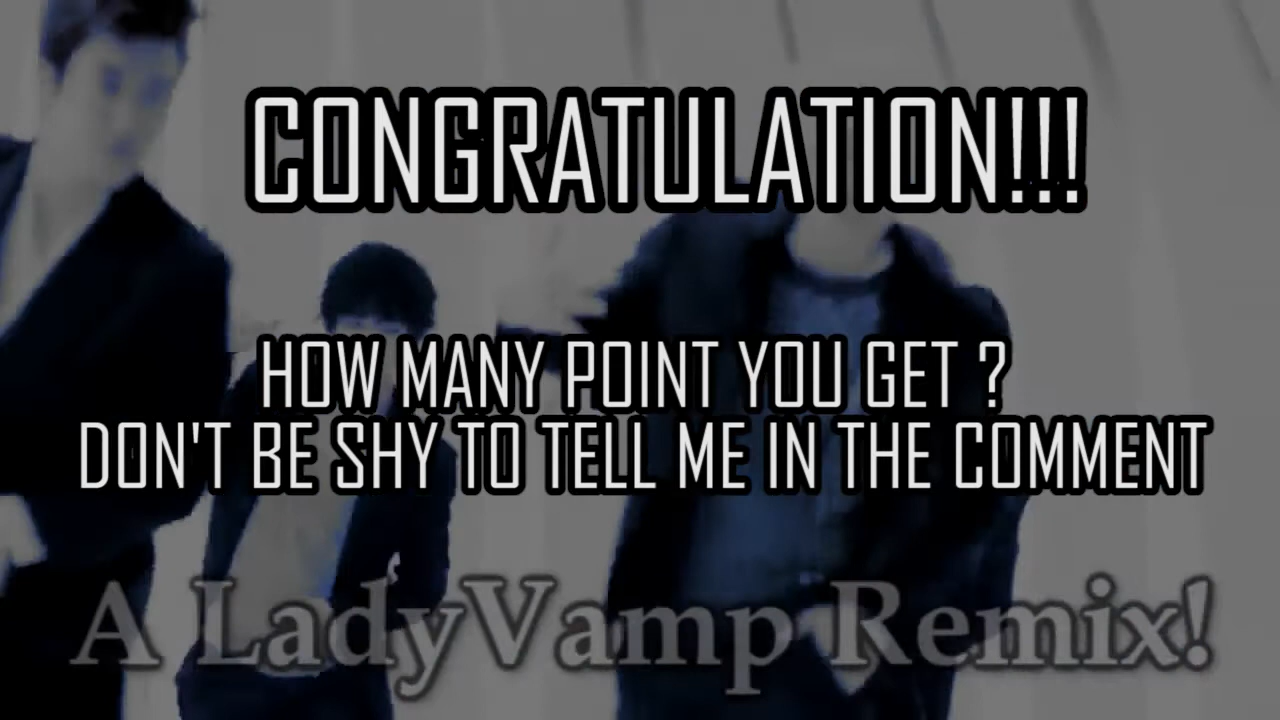 CONGRATULATION!!!
HOW MANY POINT YOU GET ?
DON'T BE SHY TO TELL ME IN THE COMMENT
A LadyVamp Remix!